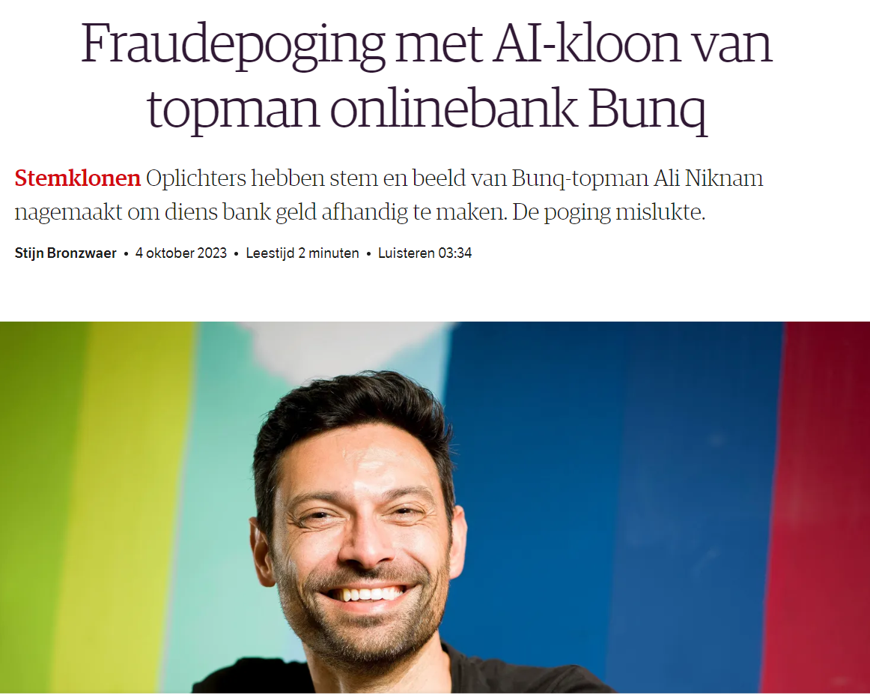 Fraudepoging met AI-kloon van
topman onlinebank Bunq
Stemklonen Oplichters hebben stem en beeld van Bunq-topman Ali Niknam
nagemaakt om diens bank geld afhandig te maken. De poging mislukte.
Stijn Bronzwaer • 4 oktober 2023 • Leestijd 2 minuten • Luisteren 03:34